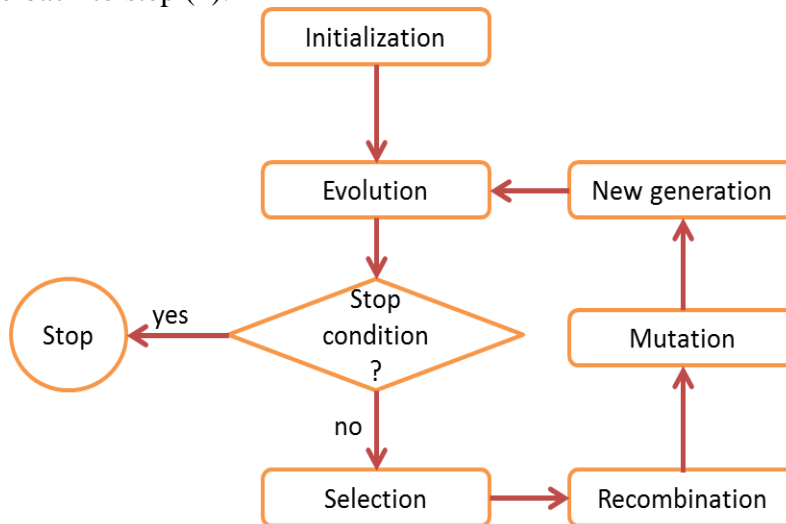 Initialization
Evolution
New generation
Stop
condition
?
yes
Stop
Mutation
no
Selection
Recombination